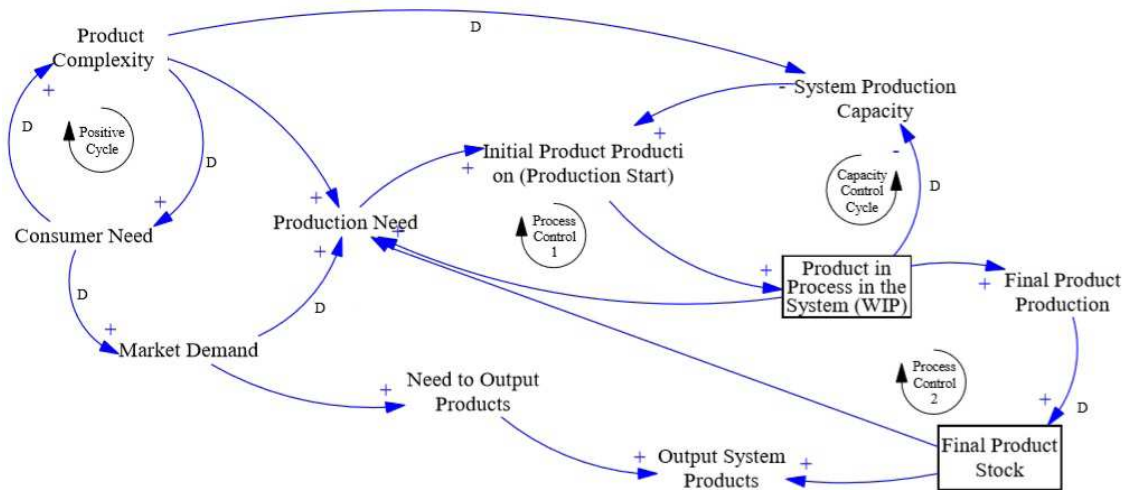 Product
Complexity
D
D
D
+
+
Positive
Cycle
Consumer Need
D
+
Market Demand
+
Production Need
+
+
D
+
Initial Product Producti
on (Production Start)
+
- System Production
Capacity
-
D
Capacity
Control
Cycle
Process
Control
1
+
Product in
Process in the
System (WIP)
+
Final Product
Production
+
D
Process
Control
2
Final Product
Stock
+
Need to Output
Products
+
Output System
Products
+